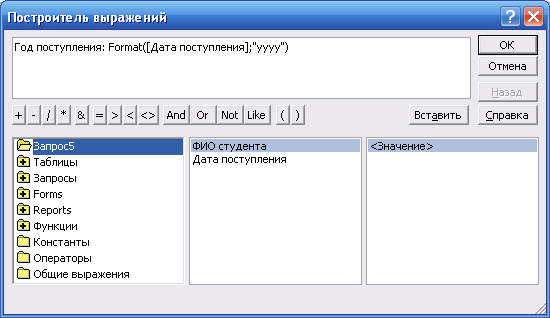 Построитель выражений
Год поступления: Format([Дата поступления];"yyyy")
OK
Отмена
Назад
+ - / * & = > < <> And Or Not Like ( )
Вставить
Справка
Запрос5
Таблицы
Запросы
Forms
Reports
Функции
Константы
Операторы
Общие выражения
ФИО студента
Дата поступления
<Значение>